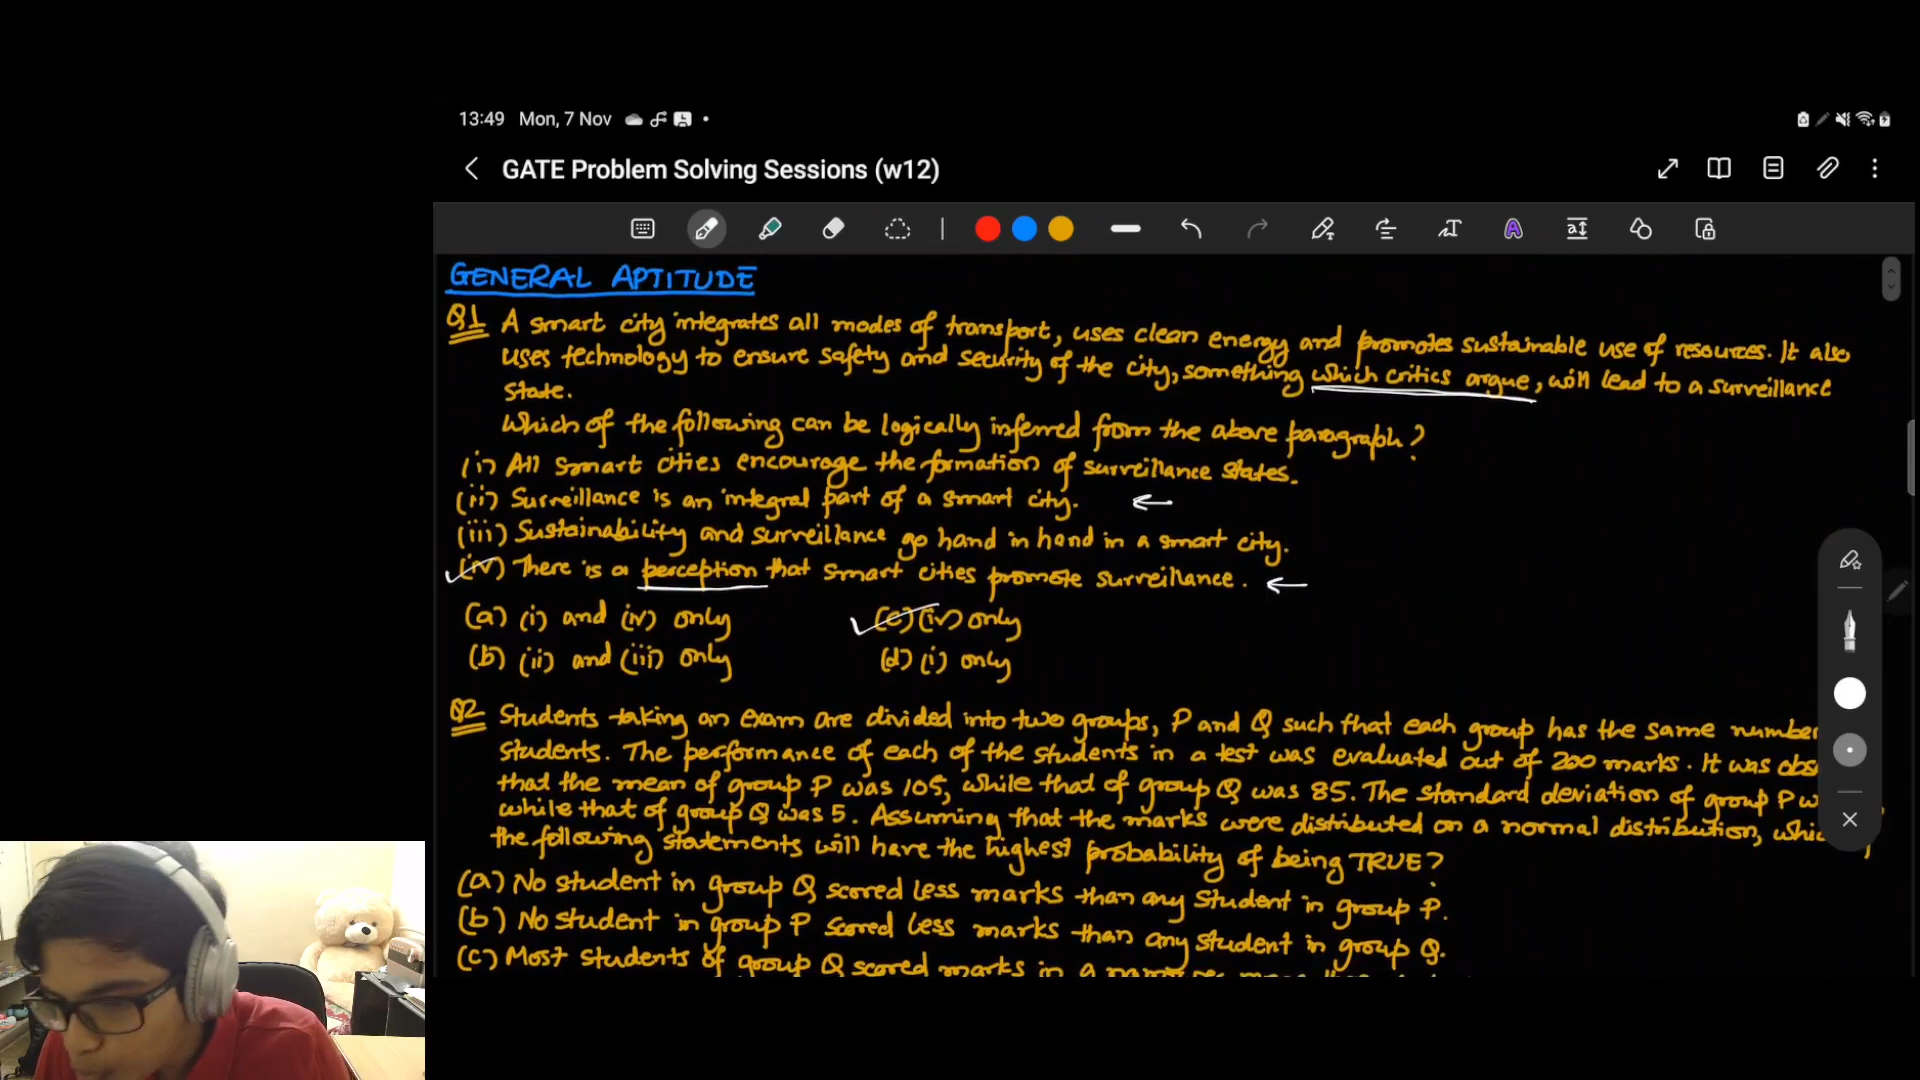 13:49 Mon, 7 Nov
GATE Problem Solving Sessions (w12)
GENERAL APTITUDE
Q1 A smart city integrates all modes of transport, uses clean energy and promotes sustainable use of resources. It also
uses technology to ensure safety and security of the city, something which critics argue, will lead to a surveillance
state.
Which of the following can be logically inferred from the above paragraph?
(i) All smart cities encourage the formation of surveillance states.
(ii) Surveillance is an integral part of a smart city.
(iii) Sustainability and surveillance go hand in hand in a smart city.
(iv) There is a perception that smart cities promote surveillance.
(a) (i) and (iv) only (c) (iv) only
(b) (ii) and (iii) only (d) (i) only
Q2 Students taking an exam are divided into two groups, P and Q such that each group has the same number
students. The performance of each of the students in a test was evaluated out of 200 marks. It was obs
that the mean of group P was 105, while that of group Q was 85. The standard deviation of group P w
while that of group Q was 5. Assuming that the marks were distributed on a normal distribution, whic
the following statements will have the highest probability of being TRUE?
(a) No student in group Q scored less marks than any student in group P.
(b) No student in group P scored less marks than any student in group Q.
(c) Most students of group Q scored marks in a